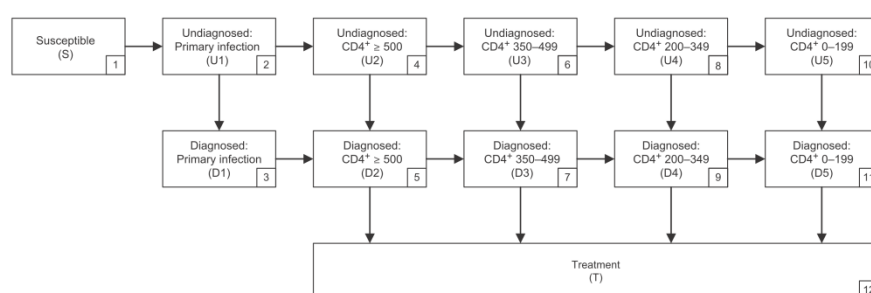 Susceptible
(S)
1
Undiagnosed:
Primary infection
(U1)
2
Undiagnosed:
CD4⁺ ≥ 500
(U2)
4
Undiagnosed:
CD4⁺ 350–499
(U3)
6
Undiagnosed:
CD4⁺ 200–349
(U4)
8
Undiagnosed:
CD4⁺ 0–199
(U5)
10
Diagnosed:
Primary infection
(D1)
3
Diagnosed:
CD4⁺ ≥ 500
(D2)
5
Diagnosed:
CD4⁺ 350–499
(D3)
7
Diagnosed:
CD4⁺ 200–349
(D4)
9
Diagnosed:
CD4⁺ 0–199
(D5)
11
Treatment
(T)
12